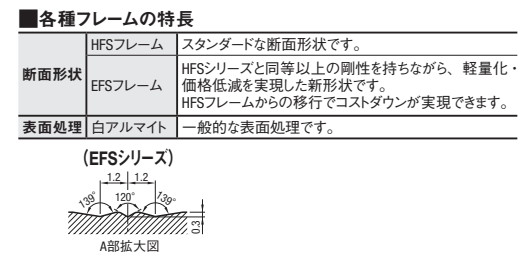 ■各種フレームの特長
断面形状
HFSフレーム
スタンダードな断面形状です。
EFSフレーム
HFSシリーズと同等以上の剛性を持ちながら、軽量化・
価格低減を実現した新形状です。
HFSフレームからの移行でコストダウンが実現できます。
表面処理
白アルマイト
一般的な表面処理です。
(EFSシリーズ)
1.2
1.2
139°
120°
139°
0.3
A部拡大図